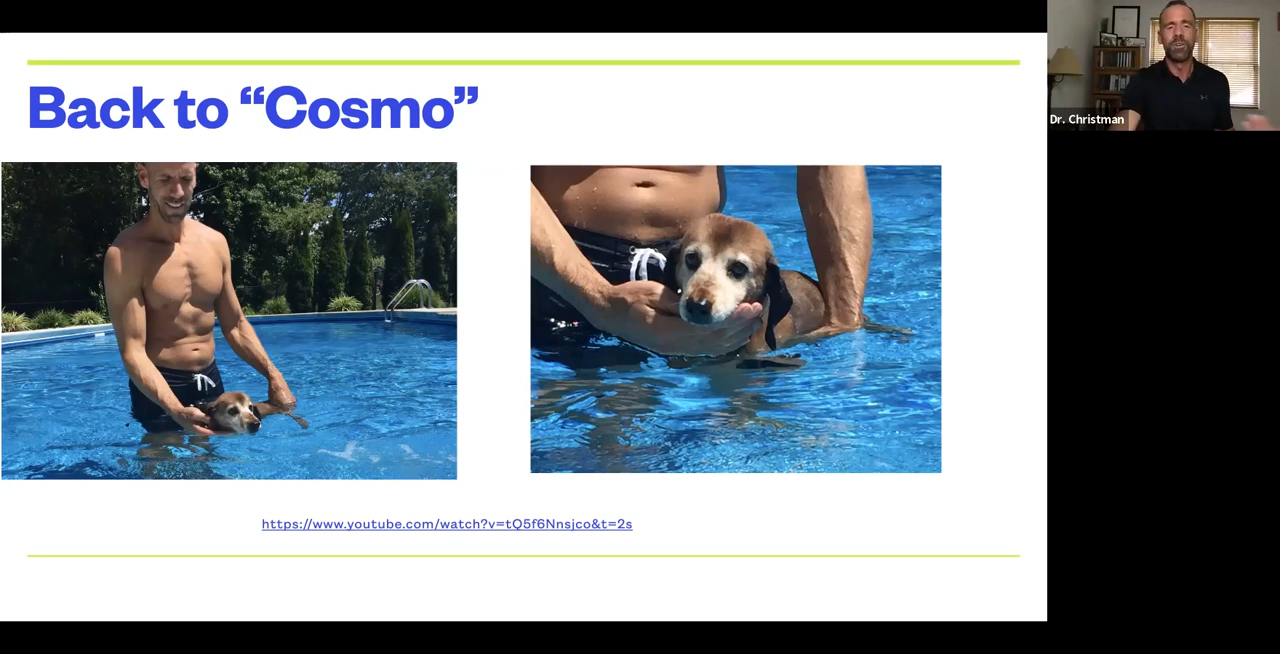 Back to “Cosmo”
Dr. Christman
https://www.youtube.com/watch?v=tQ5f6Nnsjco&t=2s